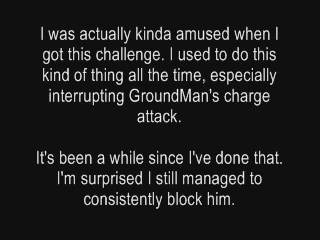 I was actually kinda amused when I
got this challenge. I used to do this
kind of thing all the time, especially
interrupting GroundMan's charge
attack.
It's been a while since I've done that.
I'm surprised I still managed to
consistently block him.